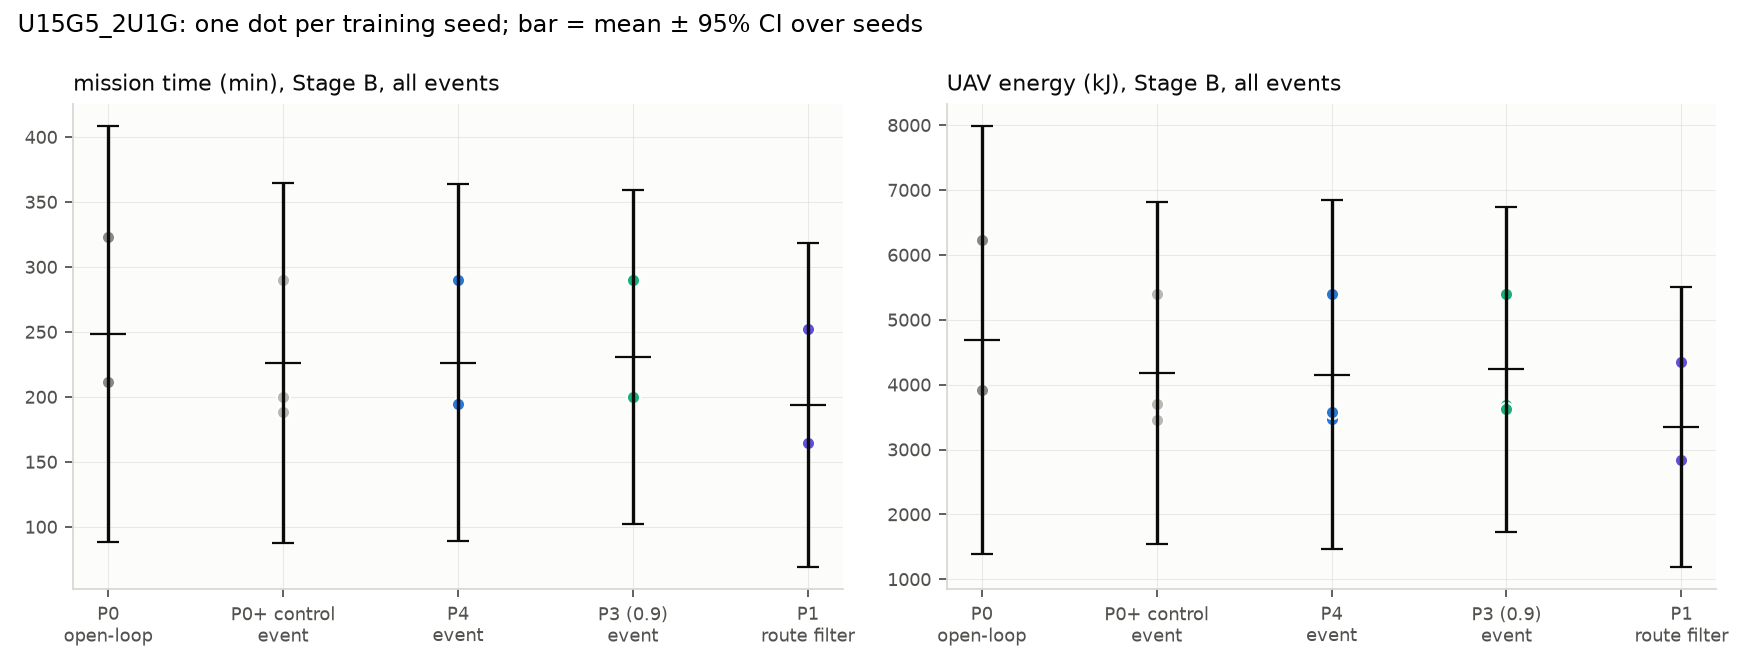 U15G5_2U1G: one dot per training seed; bar = mean ± 95% CI over seeds
mission time (min), Stage B, all events
400
350
300
250
200
150
100
P0
open-loop
P0+ control
event
P4
event
P3 (0.9)
event
P1
route filter
UAV energy (kJ), Stage B, all events
8000
7000
6000
5000
4000
3000
2000
1000
P0
open-loop
P0+ control
event
P4
event
P3 (0.9)
event
P1
route filter